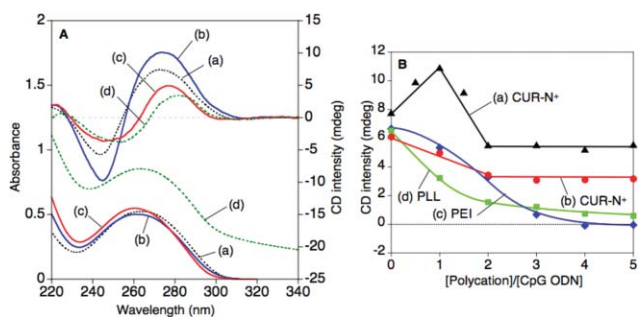 A
(b)
(a)
(c)
(d)
(d)
(c)
(b)
(a)
2
1.5
1
0.5
0
Absorbance
15
10
5
0
-5
-10
-15
-20
-25
CD intensity (mdeg)
220 240 260 280 300 320 340
Wavelength (nm)
B
12
10
8
6
4
2
0
-2
CD intensity (mdeg)
(a) CUR-N⁺
(b) CUR-N⁺
(d) PLL
(c) PEI
0 1 2 3 4 5
[Polycation]/[CpG ODN]